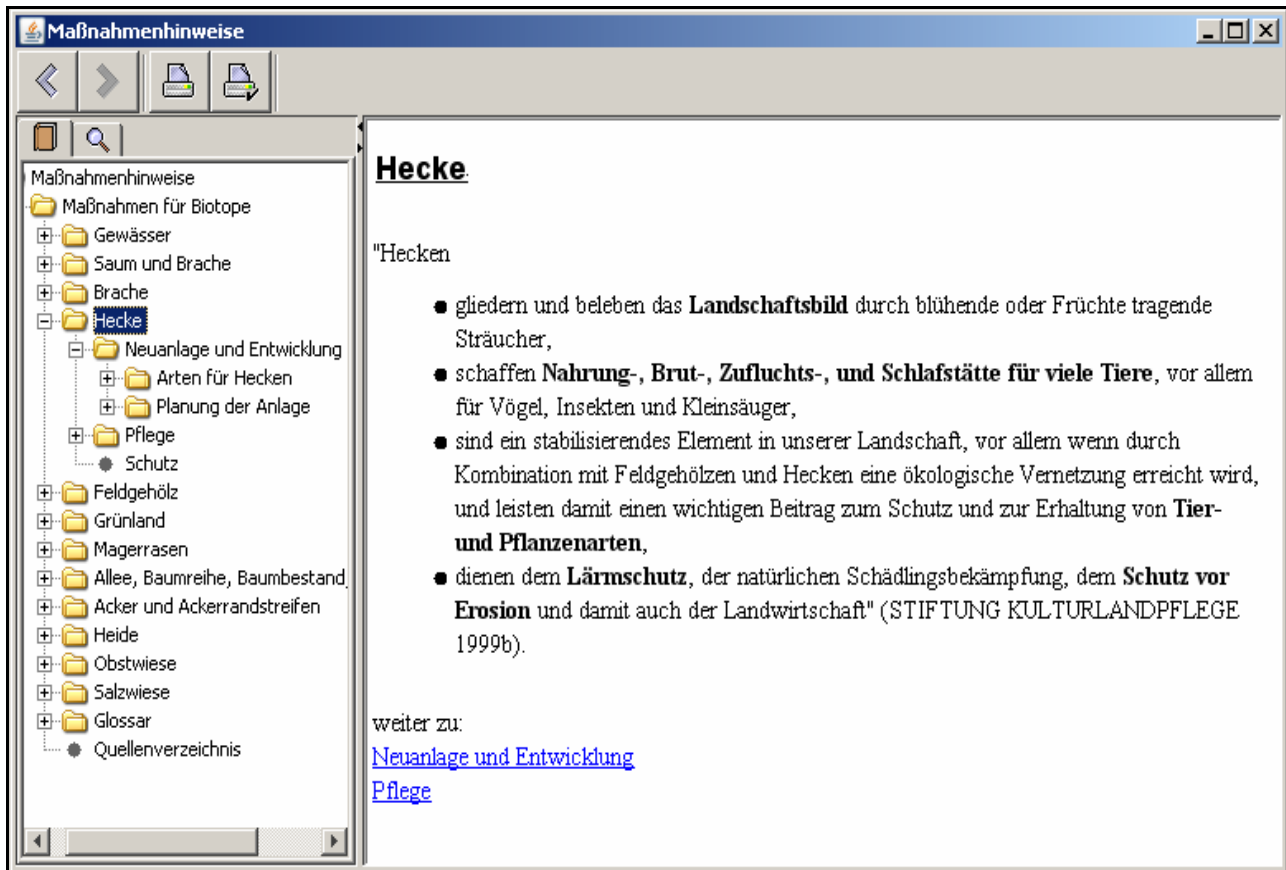 Maßnahmenhinweise
Maßnahmenhinweise
Maßnahmen für Biotope
Gewässer
Saum und Brache
Brache
Hecke
Neuanlage und Entwicklung
Arten für Hecken
Planung der Anlage
Pflege
Schutz
Feldgehölz
Grünland
Magerrasen
Allee, Baumreihe, Baumbestand,
Acker und Ackerrandstreifen
Heide
Obstwiese
Salzwiese
Glossar
Quellenverzeichnis
Hecke
"Hecken
gliedern und beleben das Landschaftsbild durch blühende oder Früchte tragende
Sträucher,
schaffen Nahrung-, Brut-, Zufluchts-, und Schlafstätte für viele Tiere, vor allem
für Vögel, Insekten und Kleinsäuger,
sind ein stabilisierendes Element in unserer Landschaft, vor allem wenn durch
Kombination mit Feldgehölzen und Hecken eine ökologische Vernetzung erreicht wird,
und leisten damit einen wichtigen Beitrag zum Schutz und zur Erhaltung von Tier-
und Pflanzenarten,
dienen dem Lärmschutz, der natürlichen Schädlingsbekämpfung, dem Schutz vor
Erosion und damit auch der Landwirtschaft" (STIFTUNG KULTURLANDPFLEGE
1999b).
weiter zu:
Neuanlage und Entwicklung
Pflege